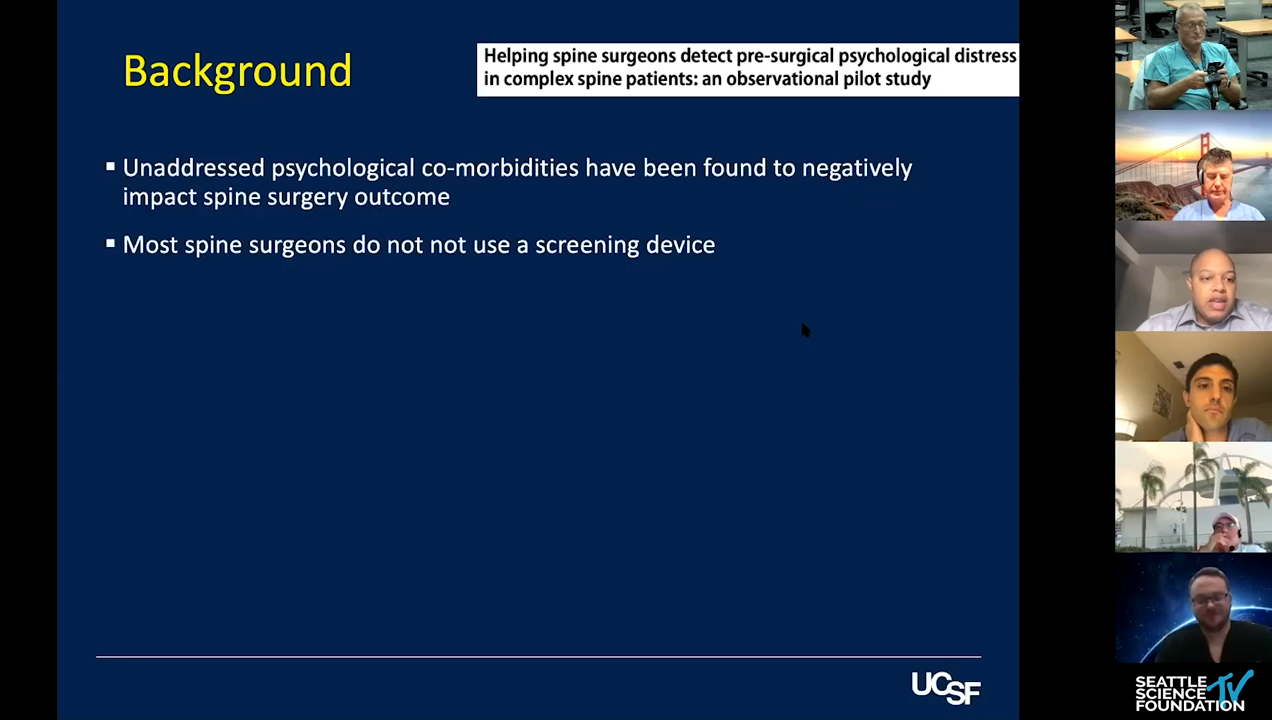 Background
Helping spine surgeons detect pre-surgical psychological distress
in complex spine patients: an observational pilot study
Unaddressed psychological co-morbidities have been found to negatively
impact spine surgery outcome
Most spine surgeons do not not use a screening device
UCSF
SEATTLE
SCIENCE
FOUNDATION
TV